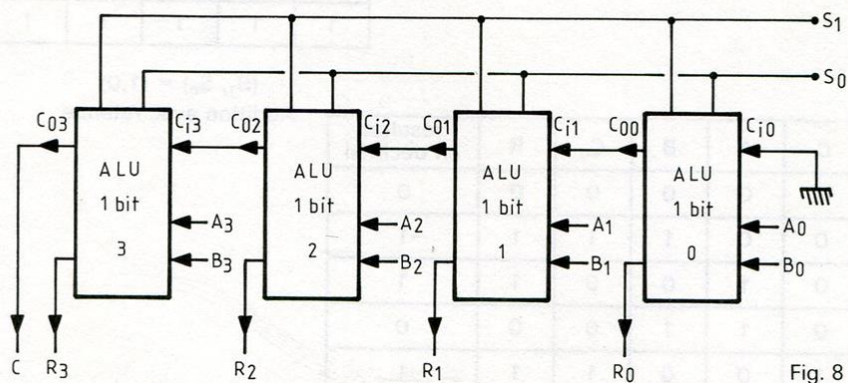 S1
S0
C03 Ci3 C02 Ci2 C01 Ci1 C00 Ci0
ALU ALU ALU ALU
1 bit 1 bit 1 bit 1 bit
3 2 1 0
A3 A2 A1 A0
B3 B2 B1 B0
C R3 R2 R1 R0
Fig. 8